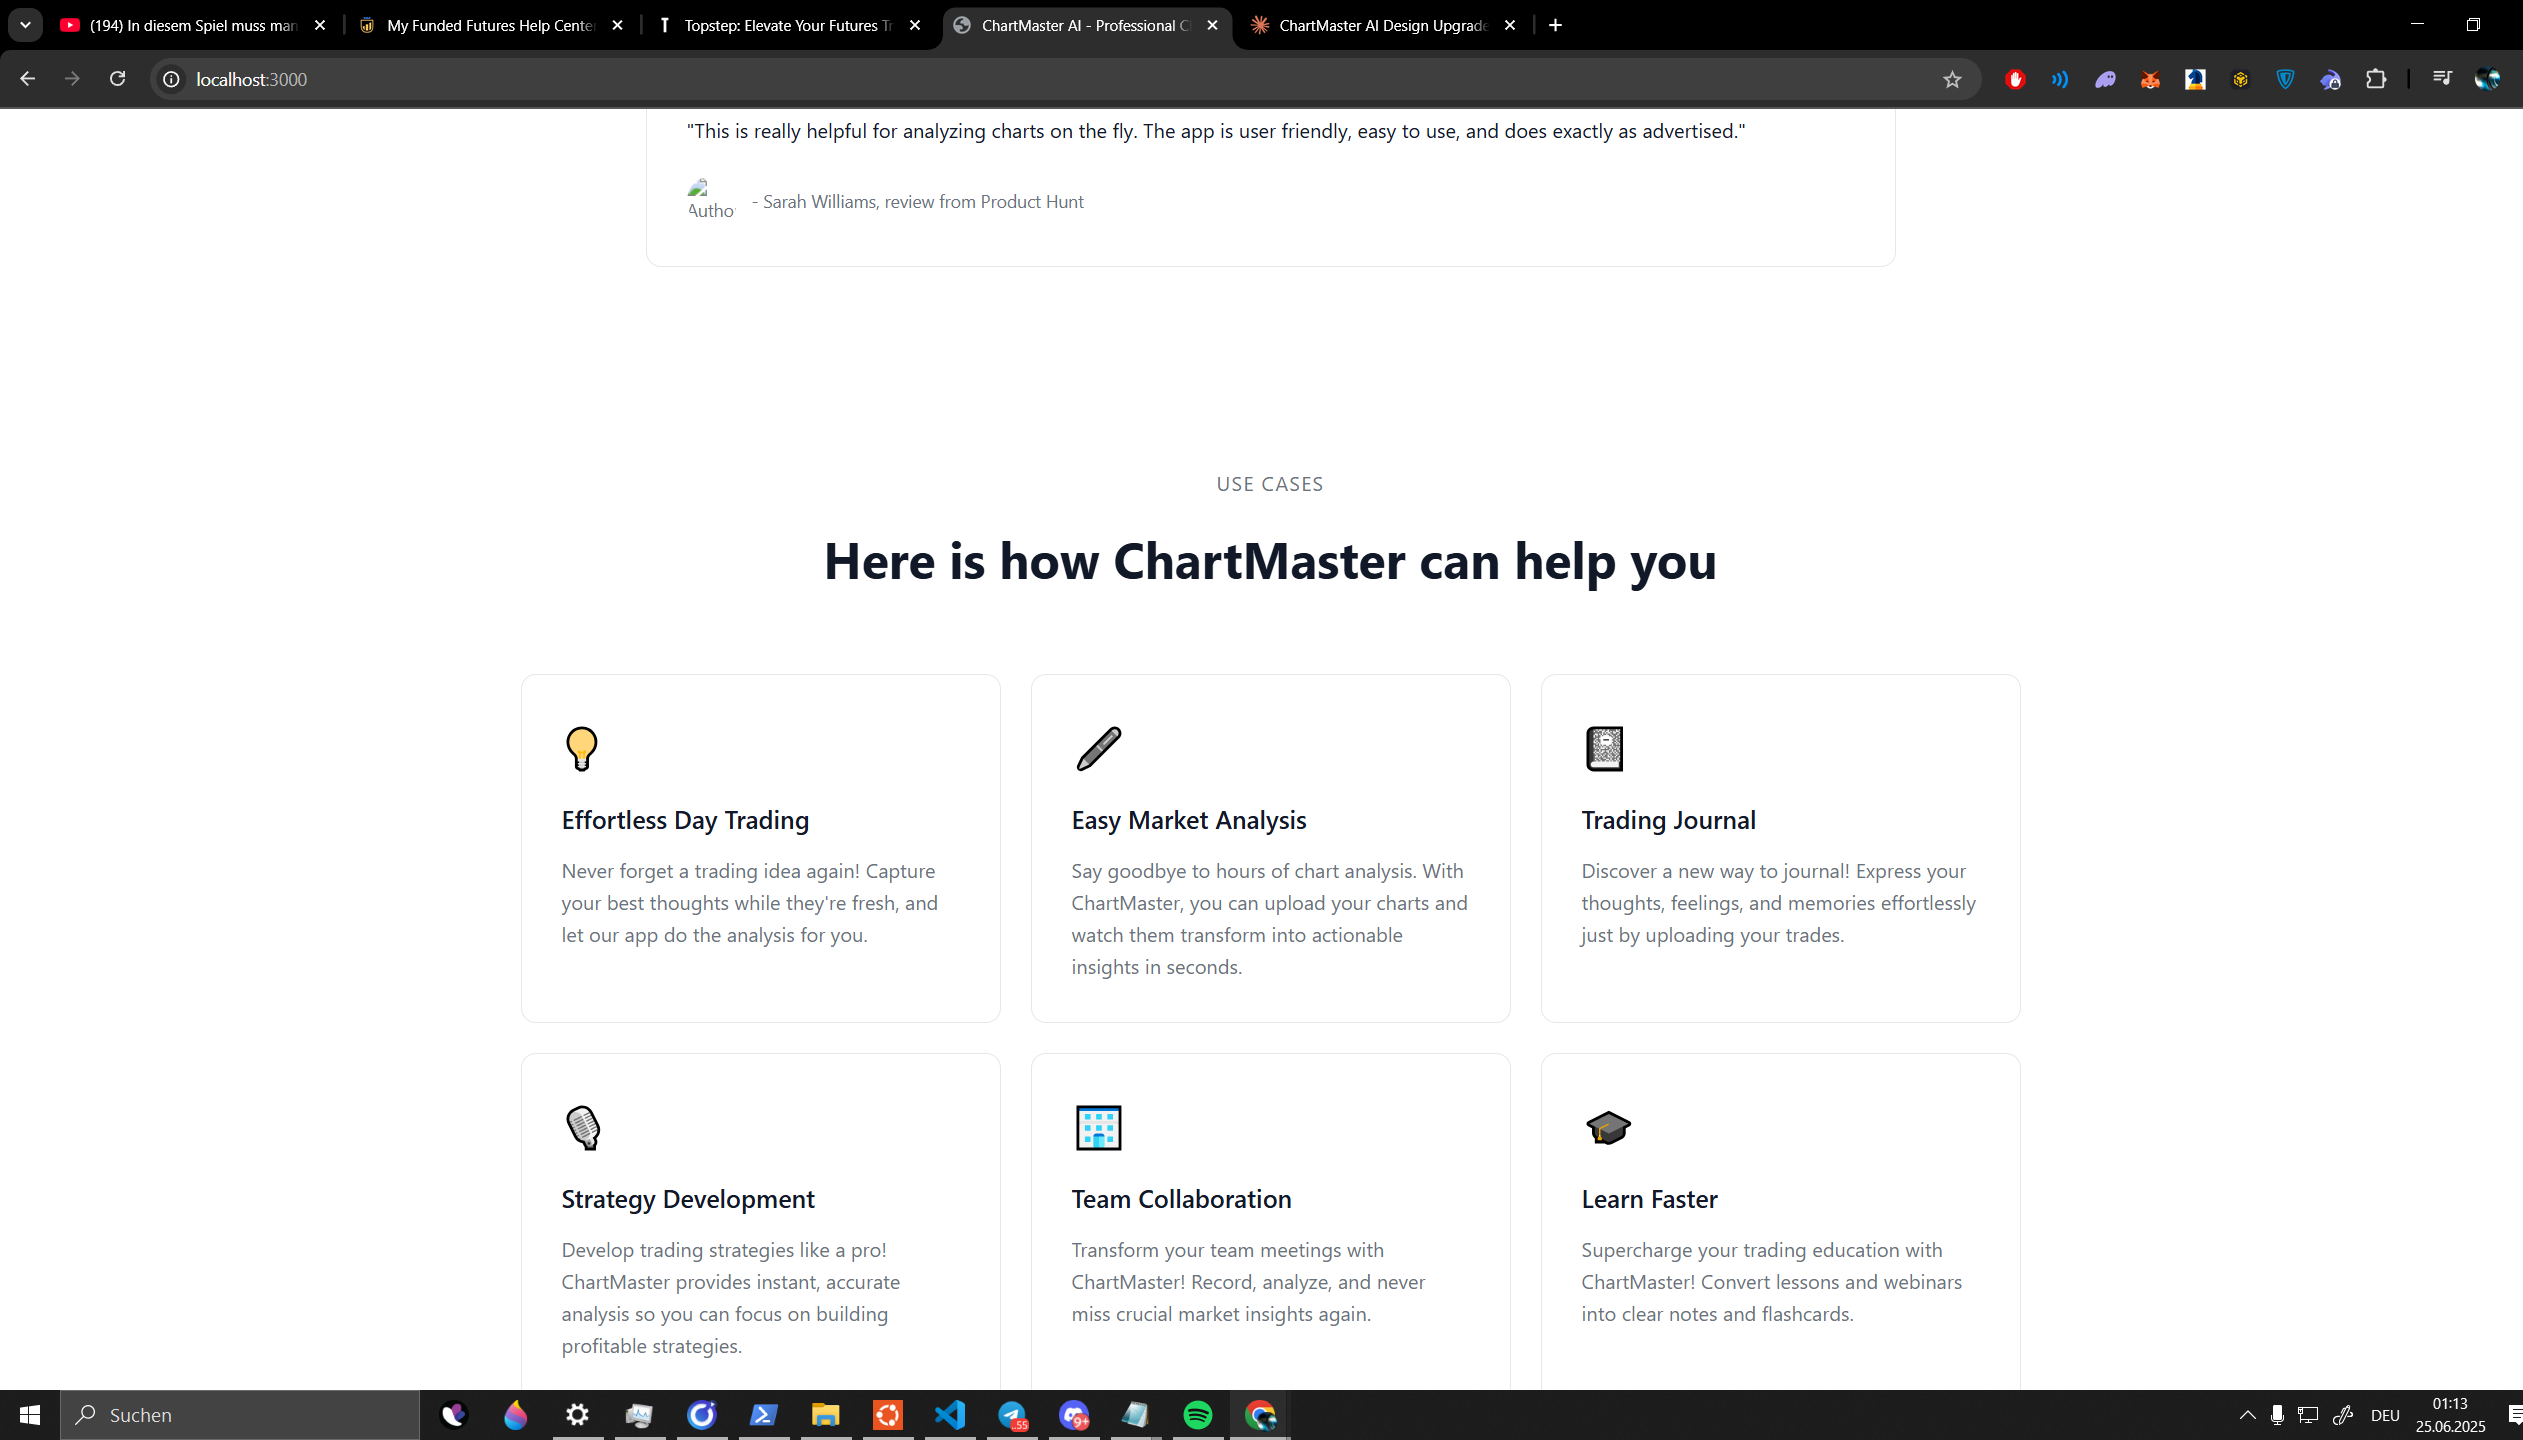 (194) In diesem Spiel muss man
My Funded Futures Help Center
Topstep: Elevate Your Futures Tr
ChartMaster AI - Professional C
ChartMaster AI Design Upgrade
localhost:3000
"This is really helpful for analyzing charts on the fly. The app is user friendly, easy to use, and does exactly as advertised."
Autho
- Sarah Williams, review from Product Hunt
USE CASES
Here is how ChartMaster can help you
Effortless Day Trading
Never forget a trading idea again! Capture
your best thoughts while they're fresh, and
let our app do the analysis for you.
Easy Market Analysis
Say goodbye to hours of chart analysis. With
ChartMaster, you can upload your charts and
watch them transform into actionable
insights in seconds.
Trading Journal
Discover a new way to journal! Express your
thoughts, feelings, and memories effortlessly
just by uploading your trades.
Strategy Development
Develop trading strategies like a pro!
ChartMaster provides instant, accurate
analysis so you can focus on building
profitable strategies.
Team Collaboration
Transform your team meetings with
ChartMaster! Record, analyze, and never
miss crucial market insights again.
Learn Faster
Supercharge your trading education with
ChartMaster! Convert lessons and webinars
into clear notes and flashcards.
Suchen
55
9+
DEU
01:13
25.06.2025